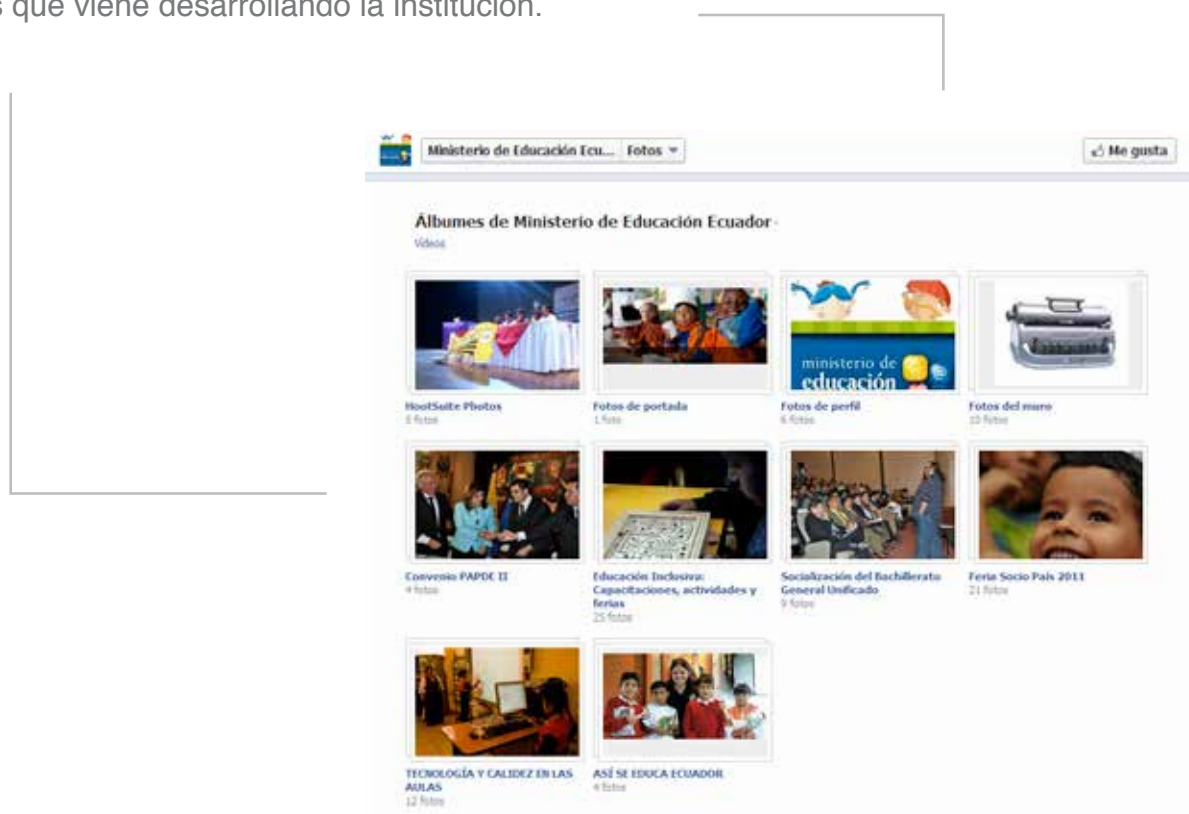 s que viene desarrollando la institución.
Ministerio de Educación Ecu... Fotos
Me gusta
Álbumes de Ministerio de Educación Ecuador
Vídeos
ministerio de
educación
HootSuite Photos
5 fotos
Fotos de portada
1 foto
Fotos de perfil
6 fotos
Fotos del muro
10 fotos
Convenio PAPDE II
4 fotos
Educación Inclusiva:
Capacitaciones, actividades y
ferias
25 fotos
Socialización del Bachillerato
General Unificado
9 fotos
Feria Socio País 2011
21 fotos
TECNOLOGÍA Y CALIDEZ EN LAS
AULAS
12 fotos
ASÍ SE EDUCA ECUADOR
4 fotos